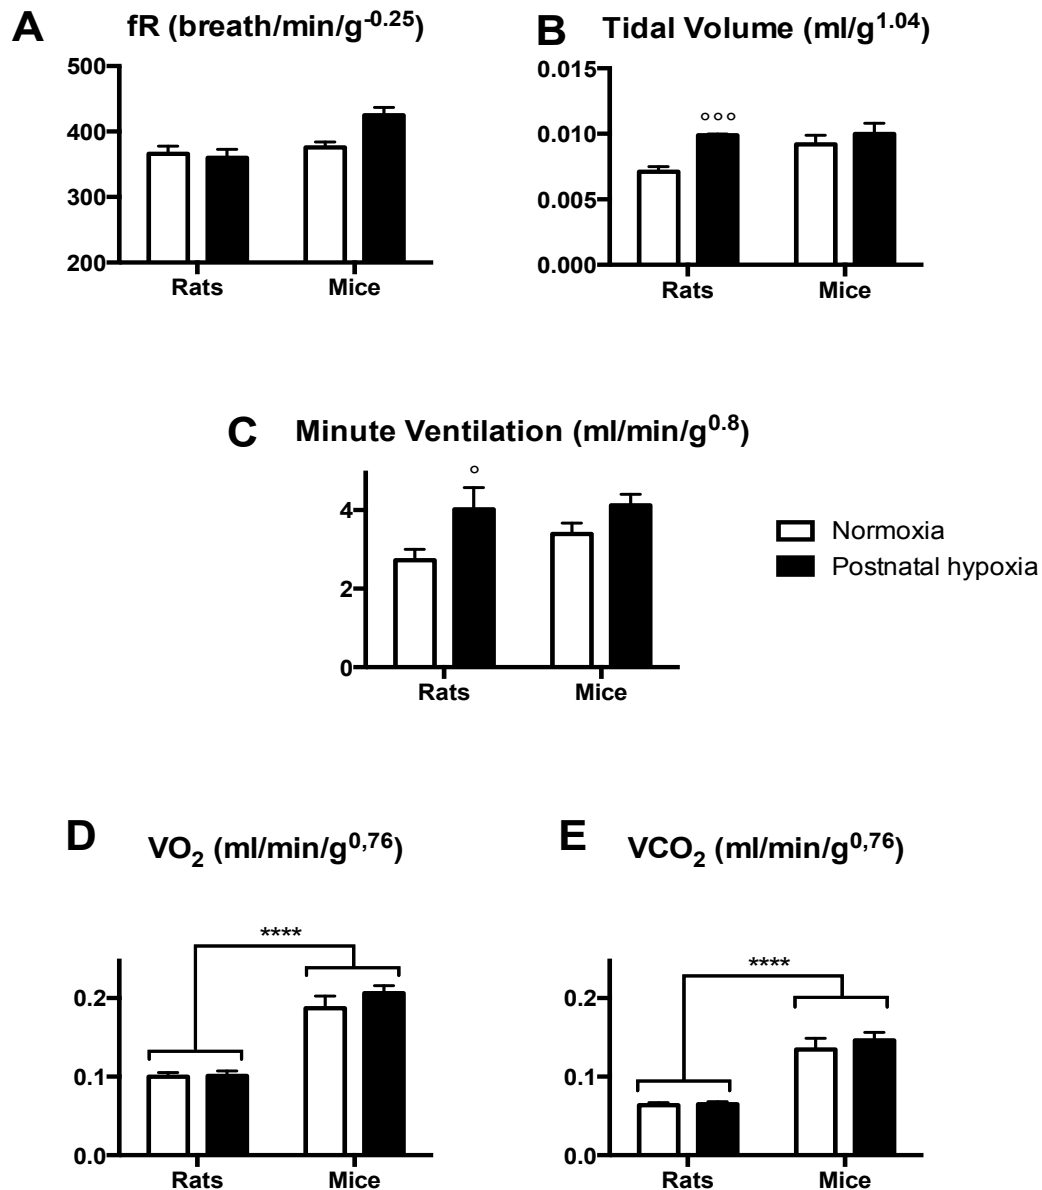 A fR (breath/min/g-0.25)
500
400
300
200
Rats Mice
B Tidal Volume (ml/g1.04)
0.015
0.010
0.005
0.000
°°°
Rats Mice
C Minute Ventilation (ml/min/g0.8)
4
2
0
°
Rats Mice
Normoxia
Postnatal hypoxia
D VO2 (ml/min/g0,76)
0.2
0.1
0.0
****
Rats Mice
E VCO2 (ml/min/g0,76)
0.2
0.1
0.0
****
Rats Mice